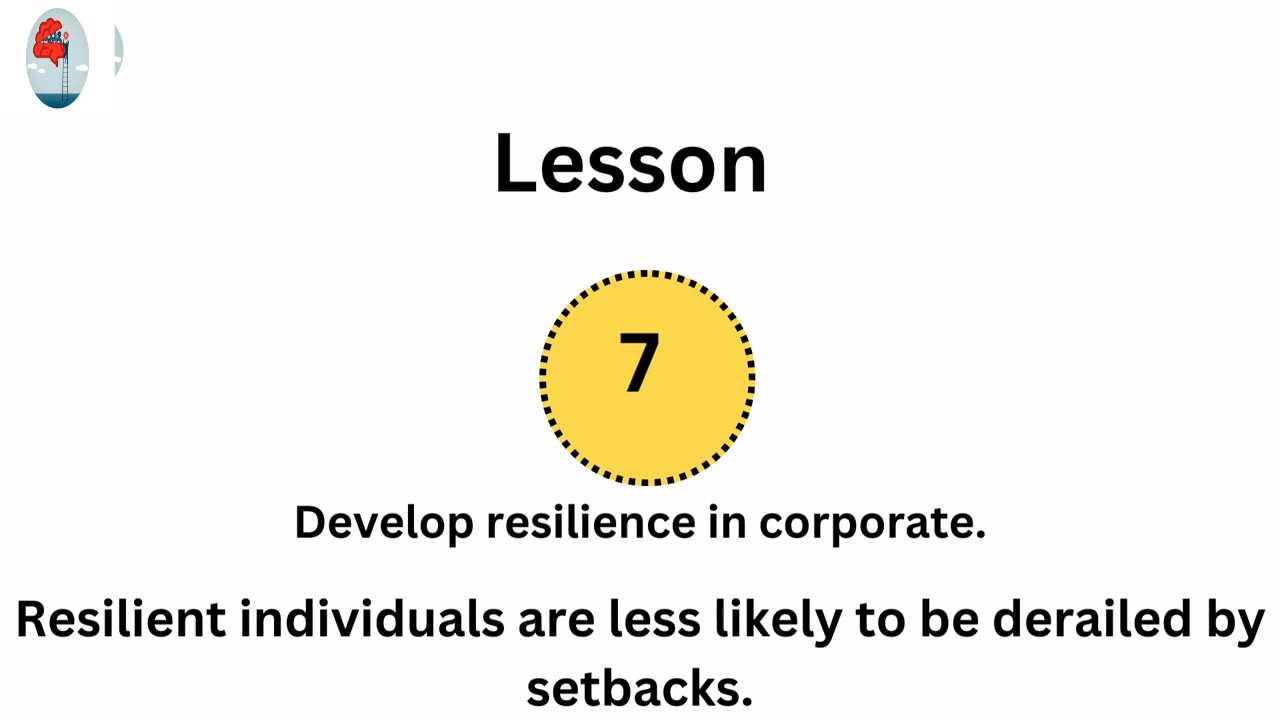 Lesson
7
Develop resilience in corporate.
Resilient individuals are less likely to be derailed by
setbacks.